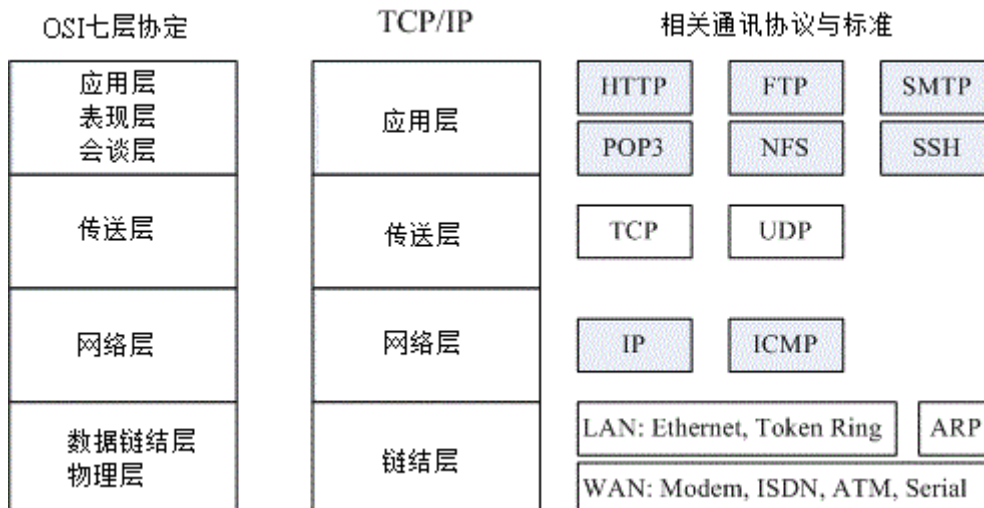 OSI七层协定 TCP/IP 相关通讯协议与标准
应用层
表现层
会谈层
应用层
HTTP FTP SMTP
POP3 NFS SSH
传送层
传送层
TCP UDP
网络层
网络层
IP ICMP
数据链结层
物理层
链结层
LAN: Ethernet, Token Ring ARP
WAN: Modem, ISDN, ATM, Serial